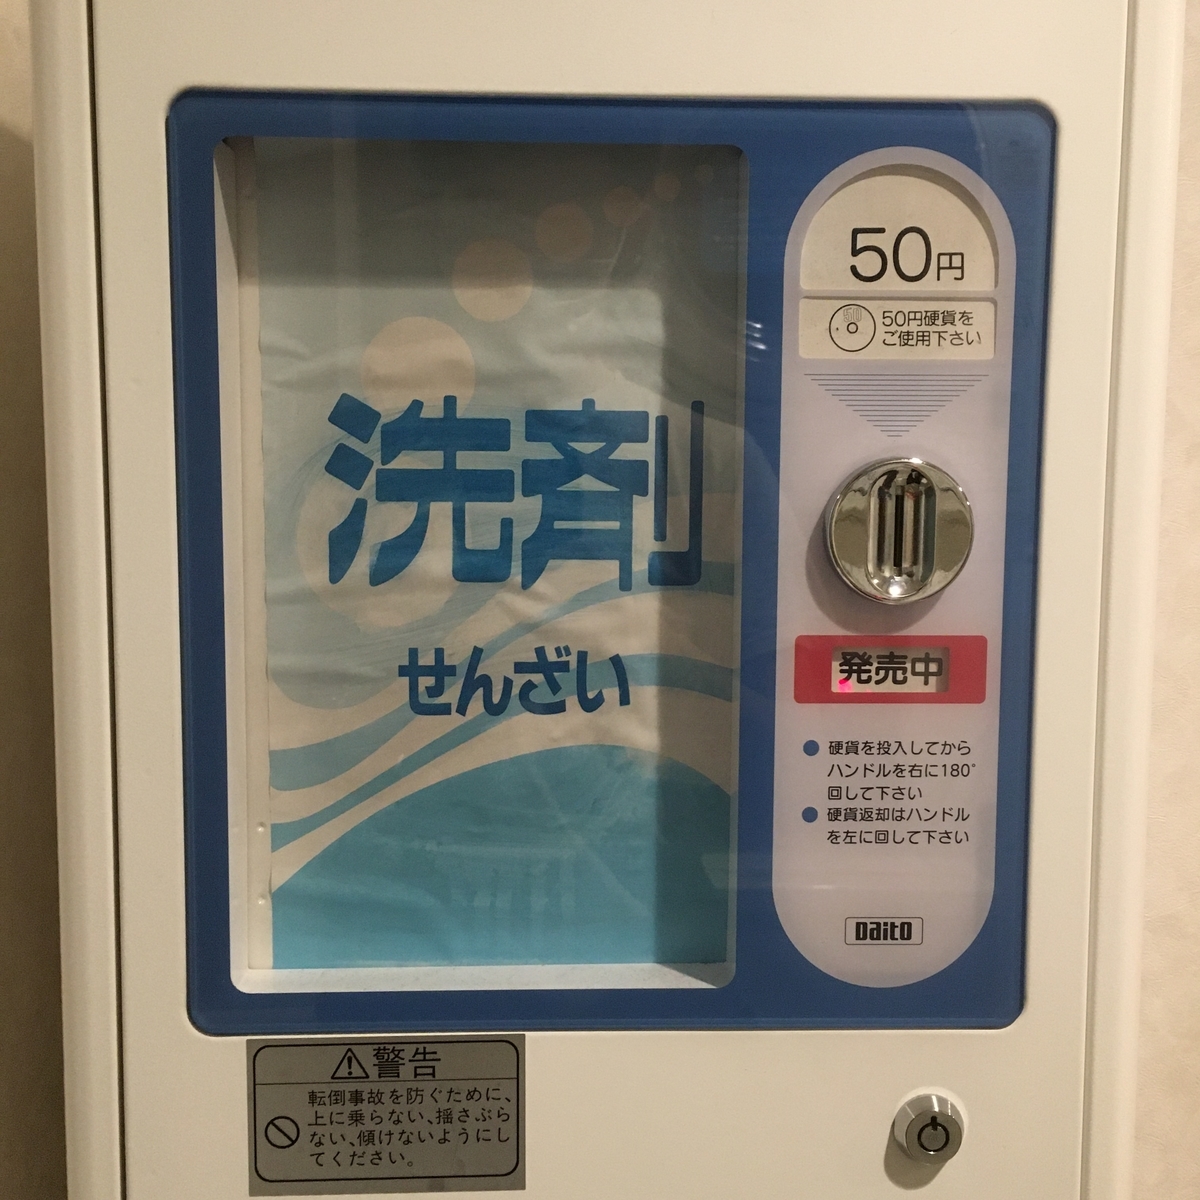 洗剤
せんざい
50円
50
50円硬貨を
ご使用下さい
発売中
硬貨を投入してから
ハンドルを右に180°
回して下さい
硬貨返却はハンドル
を左に回して下さい
Daito
警告
転倒事故を防ぐために、
上に乗らない、揺さぶら
ない、傾けないようにし
てください。